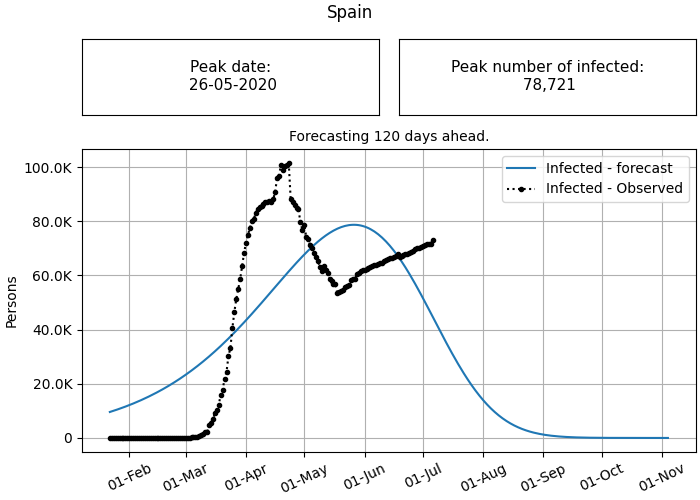 Spain
Peak date:
26-05-2020
Peak number of infected:
78,721
Forecasting 120 days ahead.
Infected - forecast
Infected - Observed
Persons
100.0K
80.0K
60.0K
40.0K
20.0K
0
01-Feb
01-Mar
01-Apr
01-May
01-Jun
01-Jul
01-Aug
01-Sep
01-Oct
01-Nov